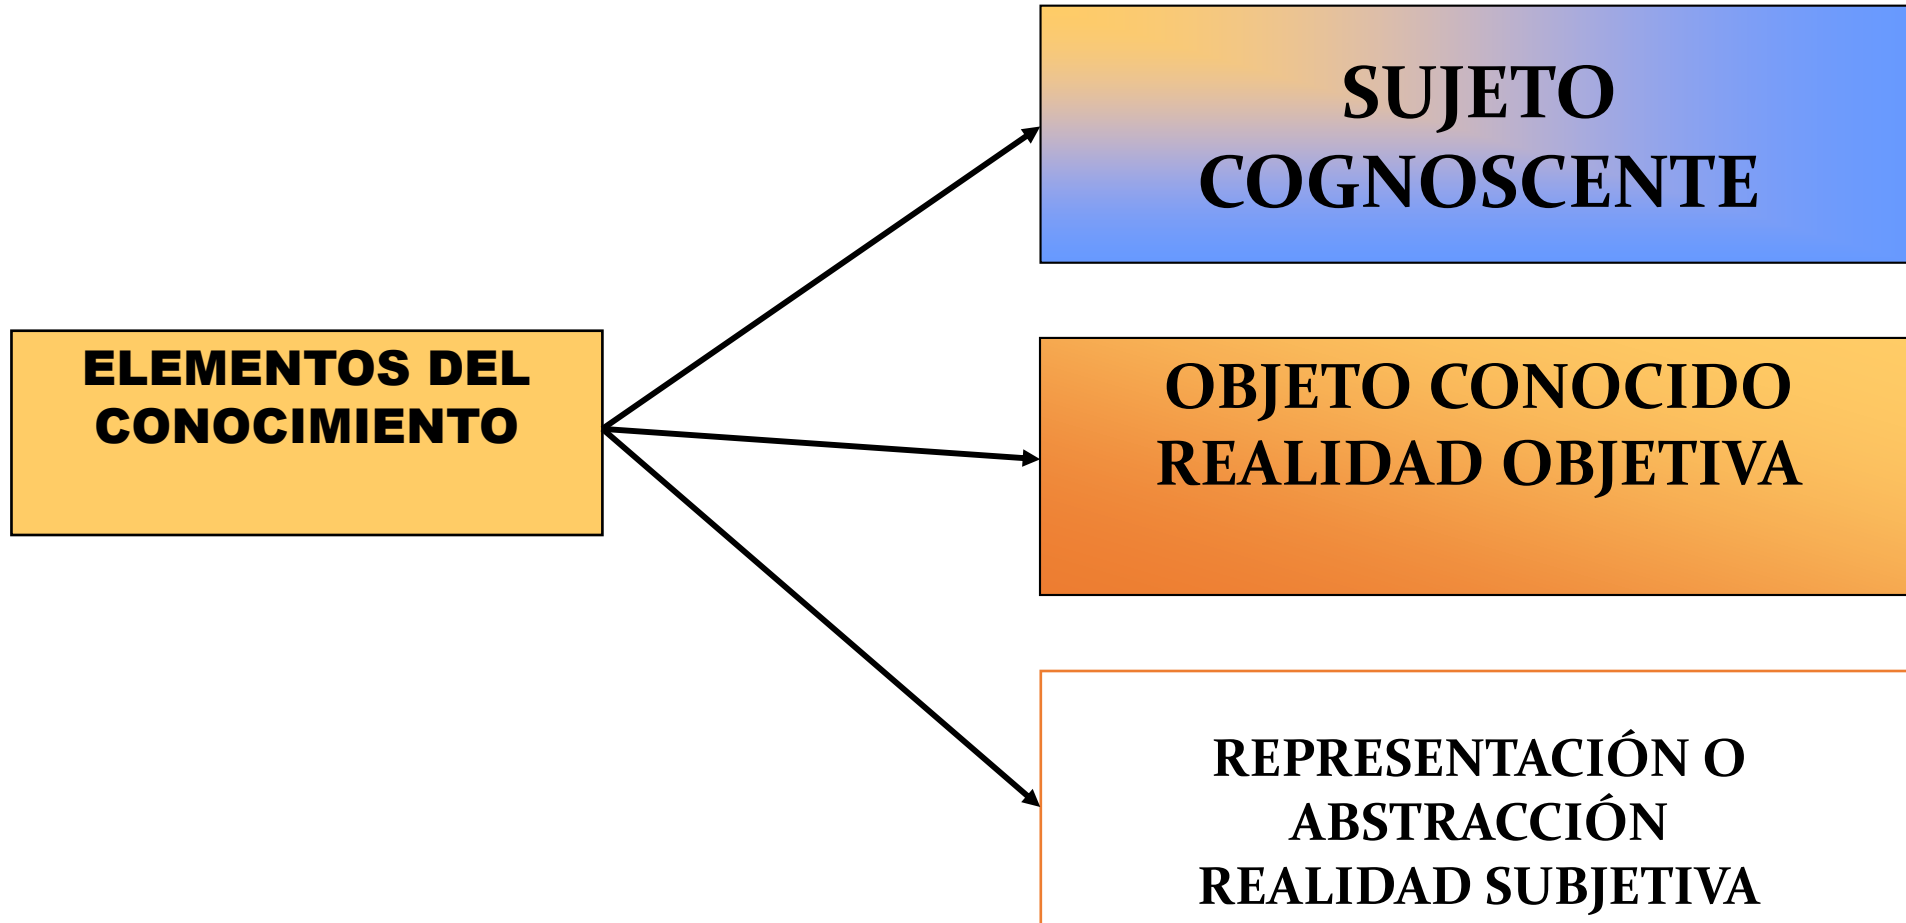 SUJETO
COGNOSCENTE
ELEMENTOS DEL
CONOCIMIENTO
OBJETO CONOCIDO
REALIDAD OBJETIVA
REPRESENTACIÓN O
ABSTRACCIÓN
REALIDAD SUBJETIVA